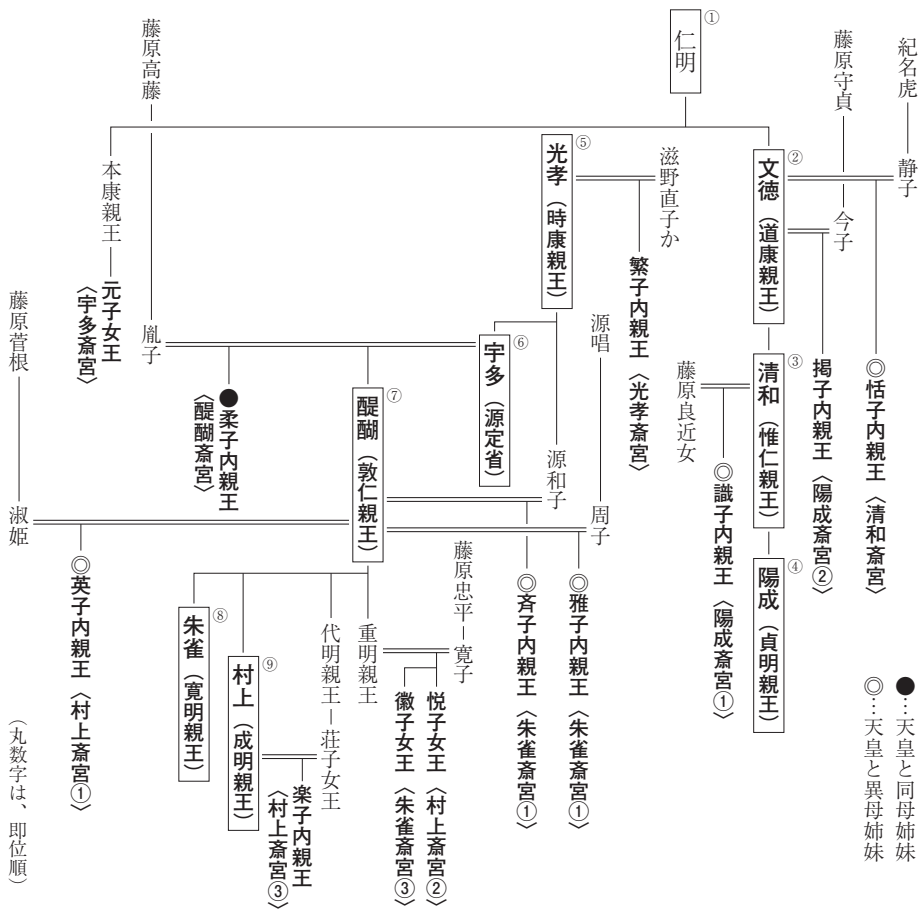 紀名虎
静子
◎恬子内親王〈清和斎宮〉
●…天皇と同母姉妹
◎…天皇と異母姉妹
藤原守貞
今子
掲子内親王〈陽成斎宮②〉
①
仁明
②
文徳（道康親王）
③
清和（惟仁親王）
④
陽成（貞明親王）
藤原良近女
◎識子内親王〈陽成斎宮①〉
滋野直子か
繁子内親王〈光孝斎宮〉
⑤
光孝（時康親王）
源唱
周子
◎雅子内親王〈朱雀斎宮①〉
源和子
◎斉子内親王〈朱雀斎宮①〉
⑥
宇多（源定省）
⑦
醍醐（敦仁親王）
藤原忠平
寛子
悦子女王〈村上斎宮②〉
徽子女王〈朱雀斎宮③〉
重明親王
代明親王
荘子女王
楽子内親王
〈村上斎宮③〉
⑨
村上（成明親王）
⑧
朱雀（寛明親王）
●柔子内親王
〈醍醐斎宮〉
藤原高藤
胤子
本康親王
元子女王
〈宇多斎宮〉
◎英子内親王〈村上斎宮①〉
藤原菅根
淑姫
（丸数字は、即位順）